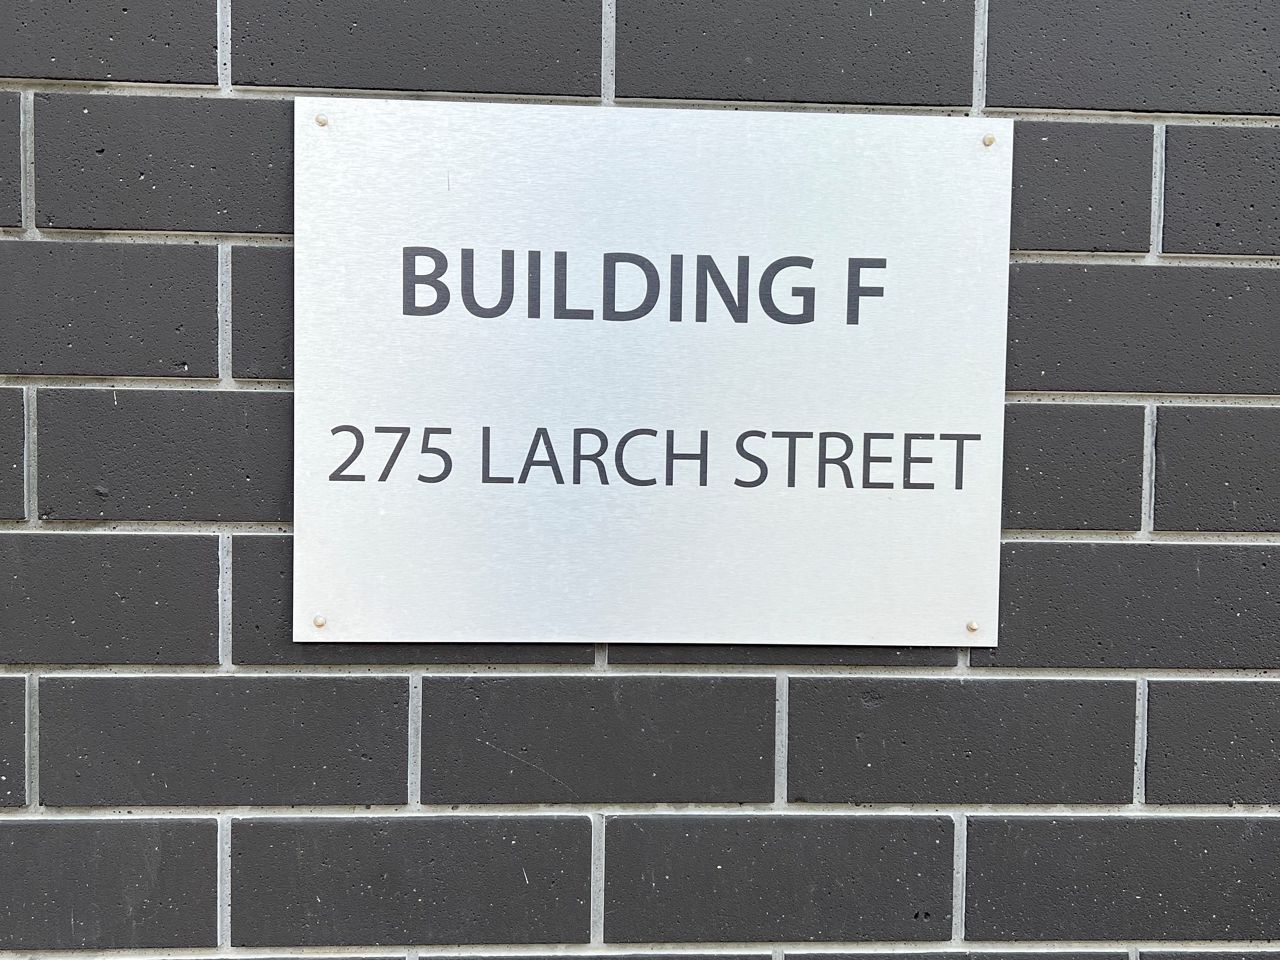 BUILDING F
275 LARCH STREET